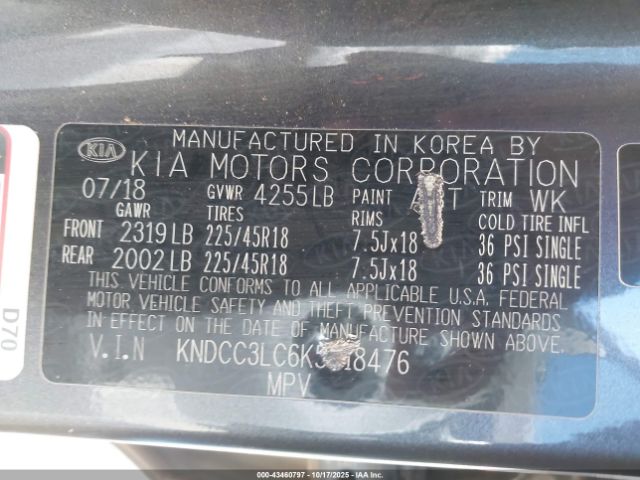 MANUFACTURED IN KOREA BY
KIA KIA MOTORS CORPORATION
07/18 GVWR 4255LB PAINT T TRIM WK
GAWR TIRES RIMS COLD TIRE INFL
FRONT 2319LB 225/45R18 7.5Jx18 36 PSI SINGLE
REAR 2002LB 225/45R18 7.5Jx18 36 PSI SINGLE
THIS VEHICLE CONFORMS TO ALL APPLICABLE U.S.A. FEDERAL
MOTOR VEHICLE SAFETY AND THEFT PREVENTION STANDARDS
IN EFFECT ON THE DATE OF MANUFACTURE SHOWN ABOVE.
V.I.N
MPV
D70
00-43460797 - 10/17/2025 - IAAHQBranch